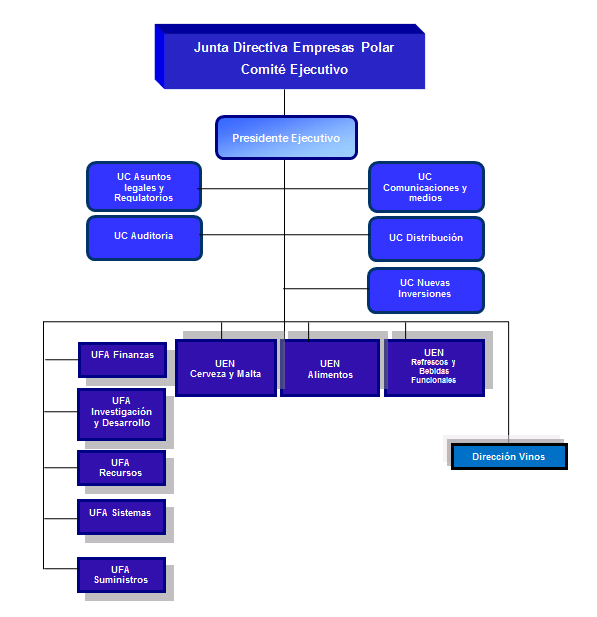 Junta Directiva Empresas Polar
Comité Ejecutivo
Presidente Ejecutivo
UC Asuntos
legales y
Regulatorios
UC
Comunicaciones y
medios
UC Auditoria
UC Distribución
UC Nuevas
Inversiones
UFA Finanzas
UEN
Cerveza y Malta
UEN
Alimentos
UEN
Refrescos y
Bebidas
Funcionales
UFA
Investigación
y Desarrollo
Dirección Vinos
UFA
Recursos
UFA Sistemas
UFA
Suministros